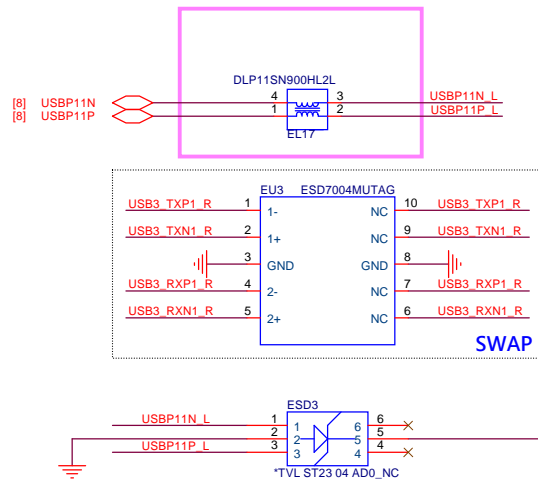 DLP11SN900HL2L
[8] USBP11N 4 3 USBP11N_L
[8] USBP11P 1 2 USBP11P_L
EL17
EU3 ESD7004MUTAG
USB3_TXP1_R 1 1- NC 10 USB3_TXP1_R
USB3_TXN1_R 2 1+ NC 9 USB3_TXN1_R
3 GND GND 8
USB3_RXP1_R 4 2- NC 7 USB3_RXP1_R
USB3_RXN1_R 5 2+ NC 6 USB3_RXN1_R
SWAP
ESD3
USBP11N_L 1 1 6 6
2 2 5 5
USBP11P_L 3 3 4 4
*TVL ST23 04 AD0_NC